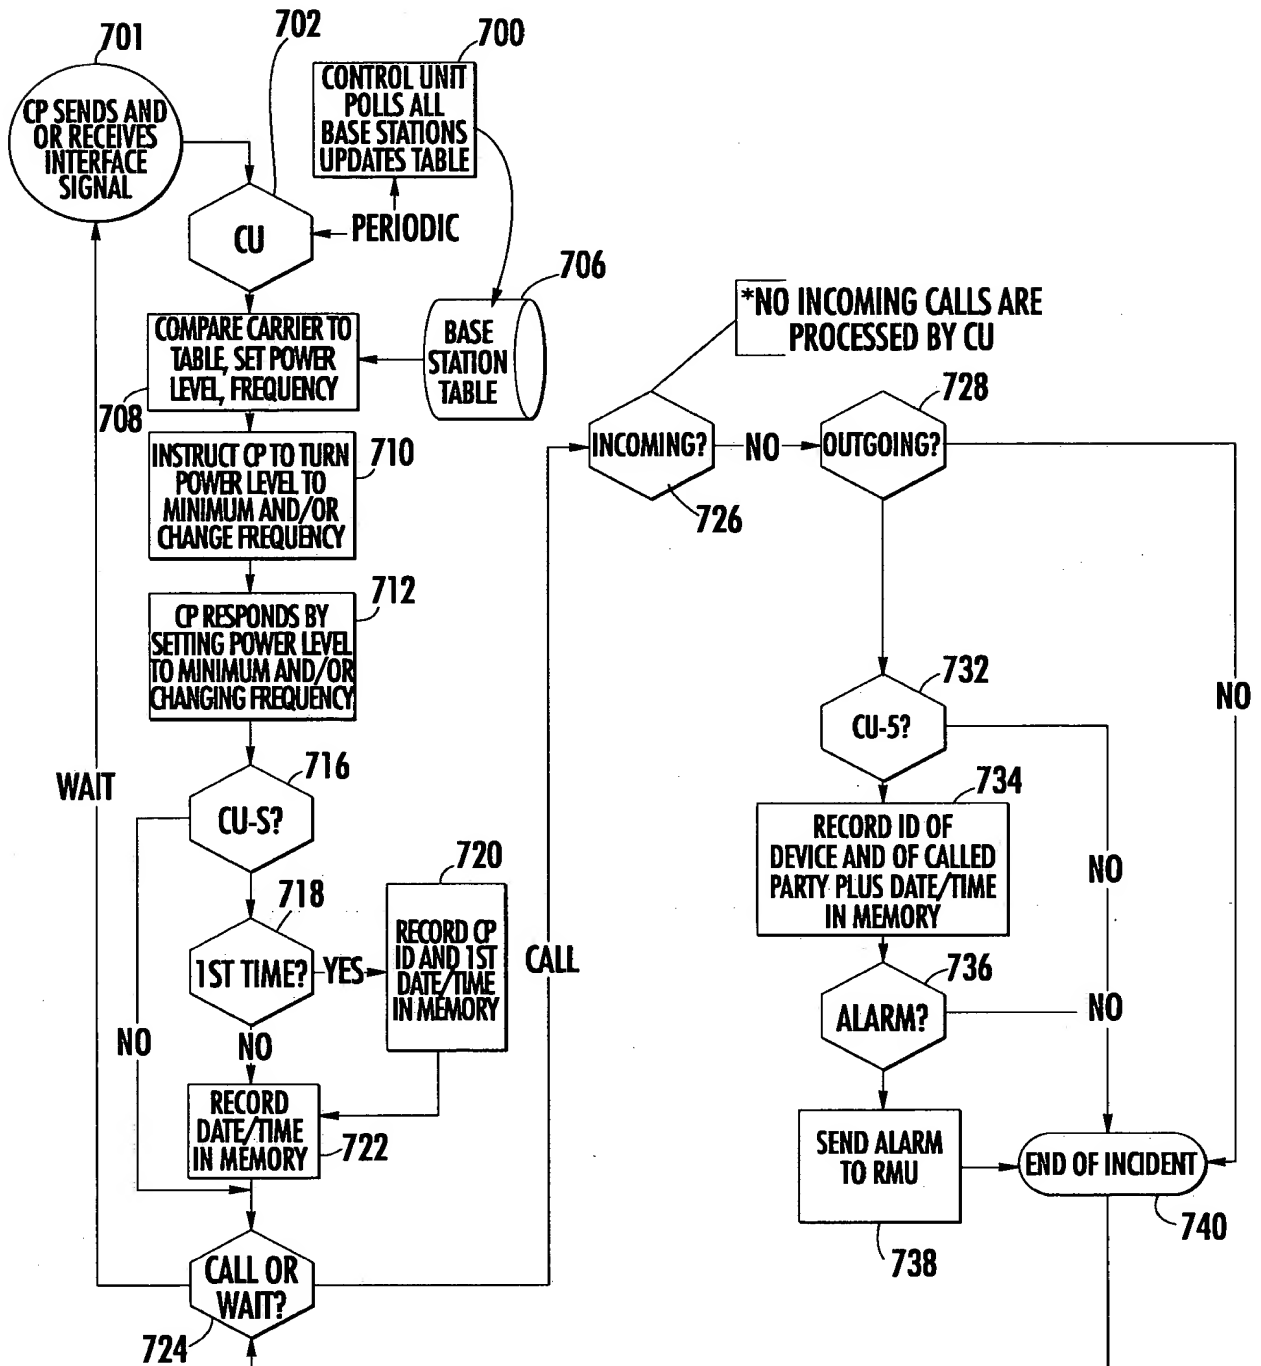 701
702
700
CP SENDS AND
OR RECEIVES
INTERFACE
SIGNAL
CONTROL UNIT
POLLS ALL
BASE STATIONS
UPDATES TABLE
CU
PERIODIC
706
COMPARE CARRIER TO
TABLE, SET POWER
LEVEL, FREQUENCY
708
BASE
STATION
TABLE
*NO INCOMING CALLS ARE
PROCESSED BY CU
INSTRUCT CP TO TURN
POWER LEVEL TO
MINIMUM AND/OR
CHANGE FREQUENCY
710
INCOMING?
726
NO
OUTGOING?
728
NO
CP RESPONDS BY
SETTING POWER LEVEL
TO MINIMUM AND/OR
CHANGING FREQUENCY
712
CU-5?
732
NO
WAIT
CU-S?
716
RECORD ID OF
DEVICE AND OF CALLED
PARTY PLUS DATE/TIME
IN MEMORY
734
1ST TIME?
718
YES
RECORD CP
ID AND 1ST
DATE/TIME
IN MEMORY
720
CALL
ALARM?
736
NO
NO
NO
RECORD
DATE/TIME
IN MEMORY
722
SEND ALARM
TO RMU
738
END OF INCIDENT
740
CALL OR
WAIT?
724